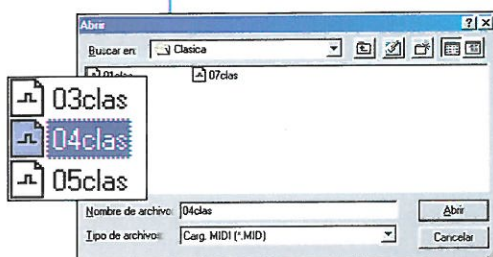 Abrir
Buscar en: Clasica
01clas 07clas
03clas
04clas
05clas
Nombre de archivo: 04clas Abrir
Tipo de archivos: Carg. MIDI (*.MID) Cancelar